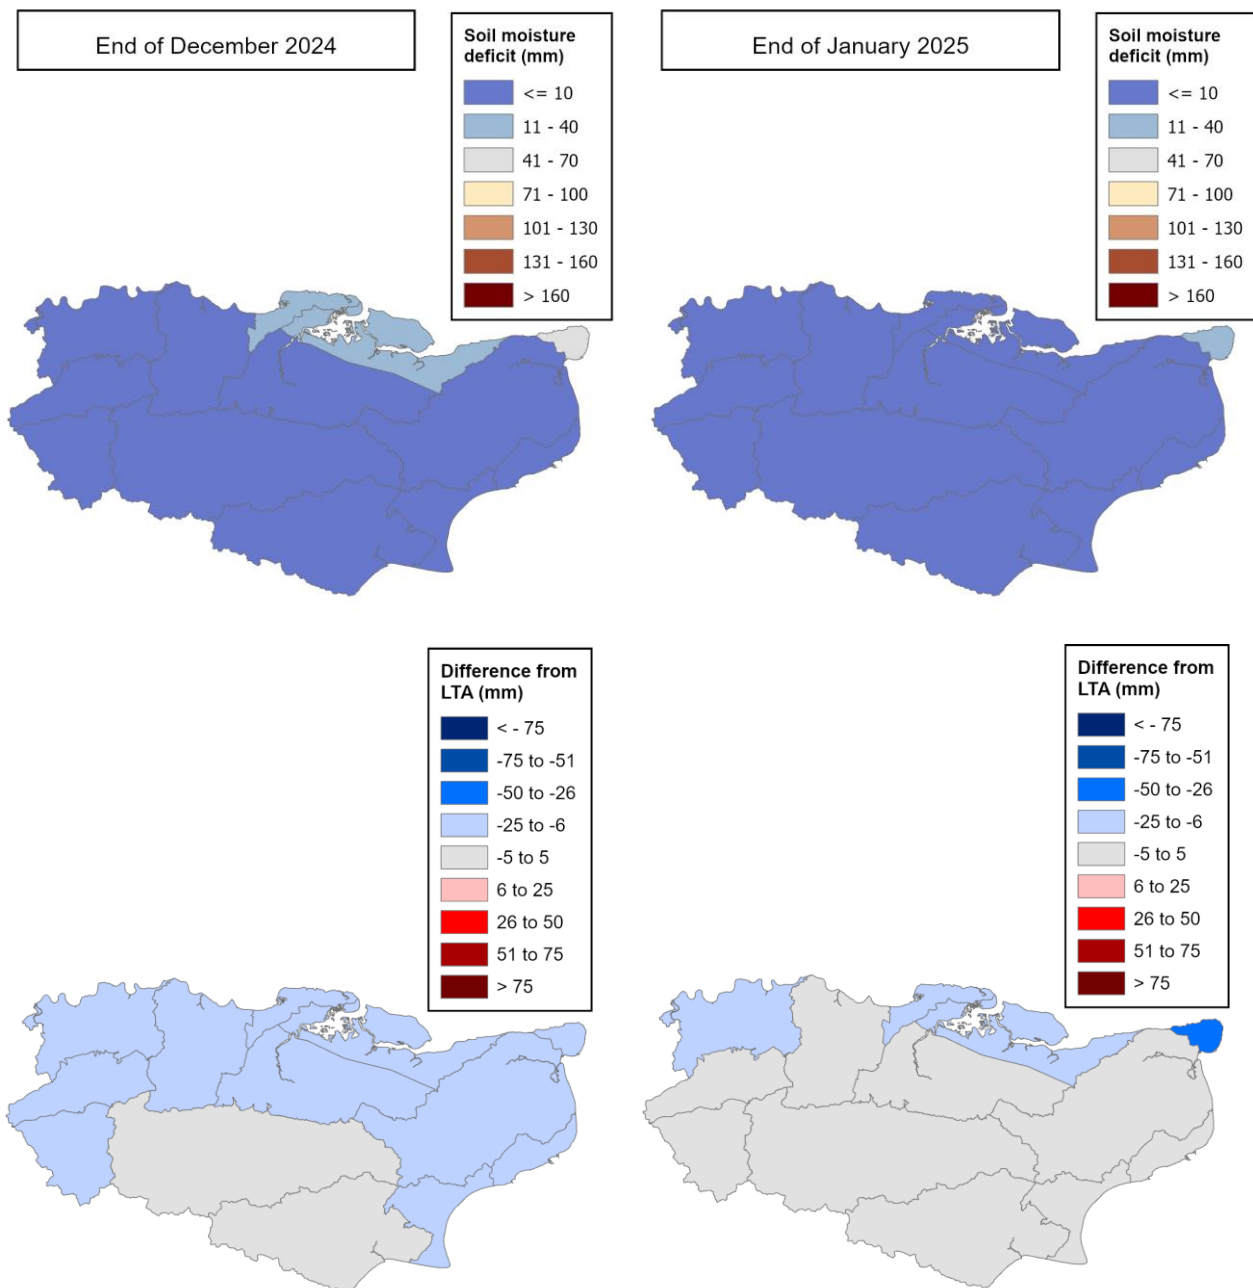 End of December 2024
Soil moisture
deficit (mm)
<= 10
11 - 40
41 - 70
71 - 100
101 - 130
131 - 160
> 160
End of January 2025
Soil moisture
deficit (mm)
<= 10
11 - 40
41 - 70
71 - 100
101 - 130
131 - 160
> 160
Difference from
LTA (mm)
< - 75
-75 to -51
-50 to -26
-25 to -6
-5 to 5
6 to 25
26 to 50
51 to 75
> 75
Difference from
LTA (mm)
< - 75
-75 to -51
-50 to -26
-25 to -6
-5 to 5
6 to 25
26 to 50
51 to 75
> 75